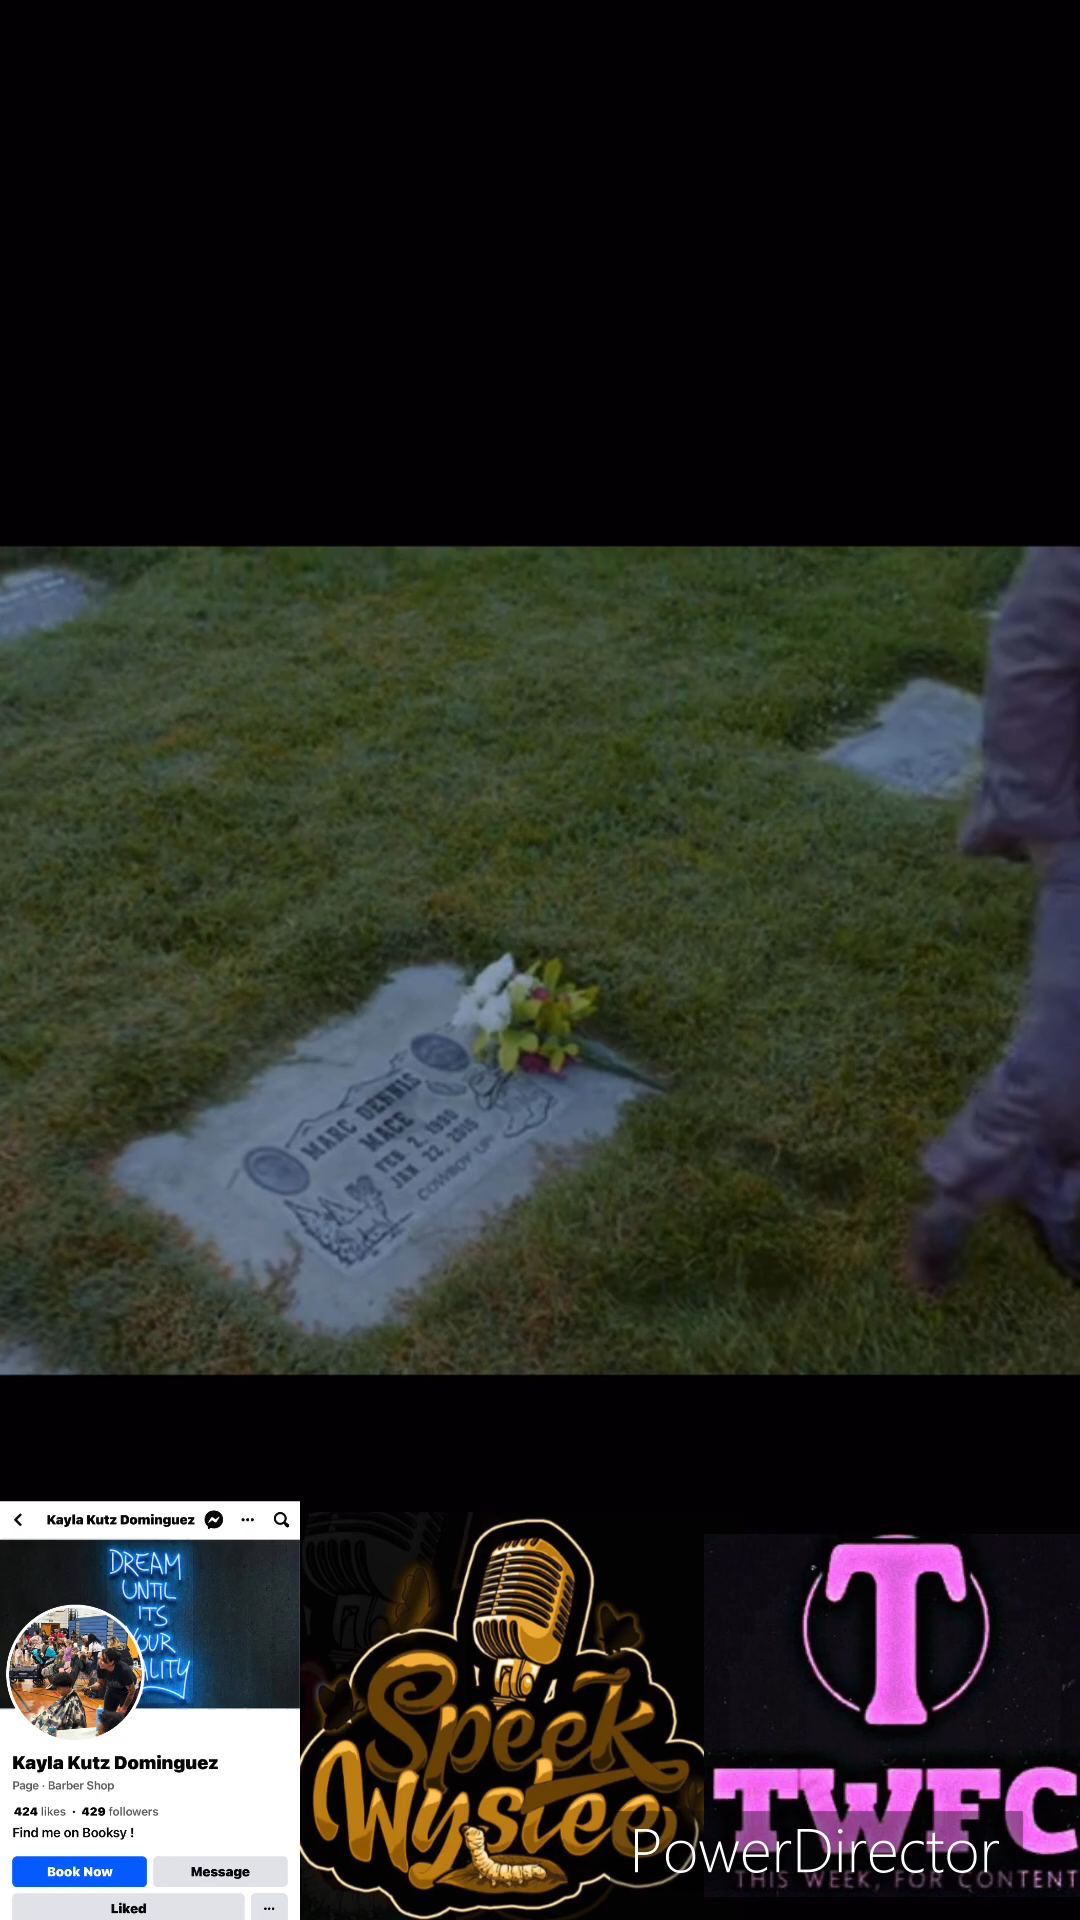 MARC DENNIS
MACE
FEB 2, 1990
JAN 22, 2015
COWBOY UP
Kayla Kutz Dominguez
DREAM
UNTIL
ITS
YOUR
REALITY
Kayla Kutz Dominguez
Page · Barber Shop
424 likes · 429 followers
Find me on Booksy !
Book Now
Message
Liked
Speek
Wysteo
T
TWFC
THIS WEEK, FOR CONTENT
PowerDirector